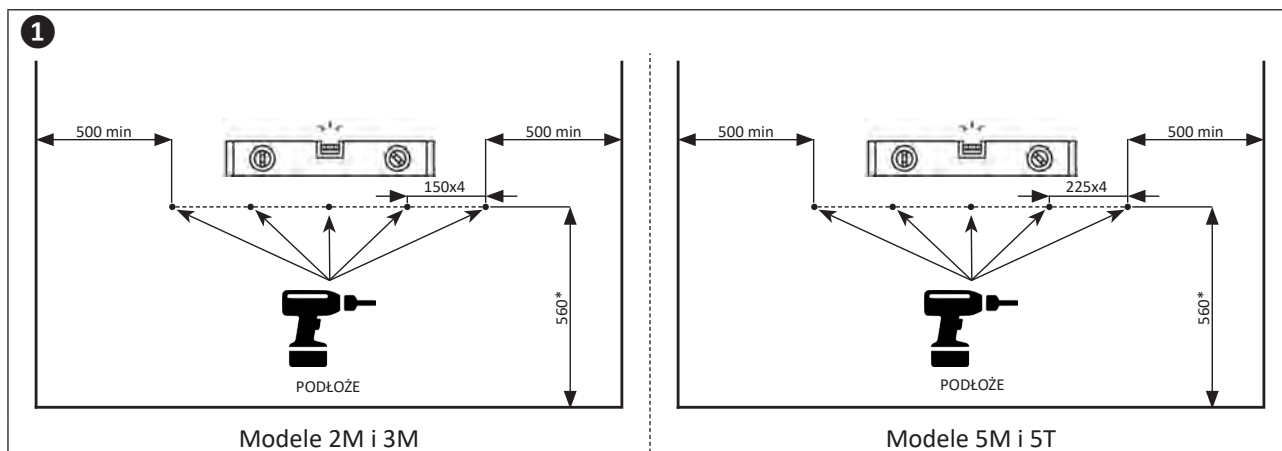 1
500 min
500 min
150x4
560*
PODŁOŻE
Modele 2M i 3M
500 min
500 min
225x4
560*
PODŁOŻE
Modele 5M i 5T